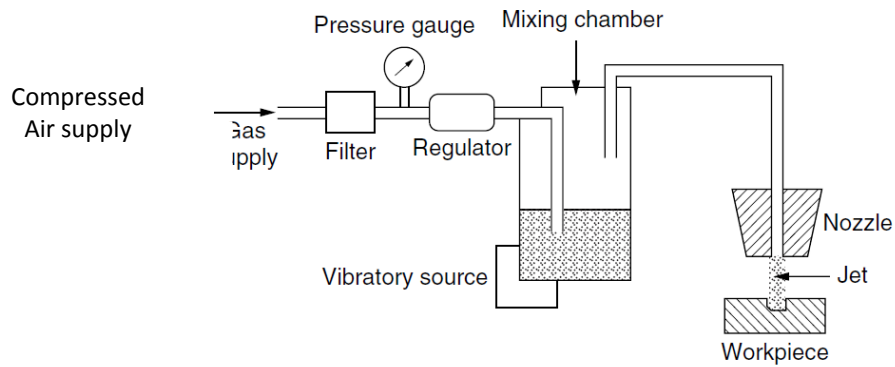 Pressure gauge
Mixing chamber
Compressed
Air supply
Filter
Regulator
Nozzle
Vibratory source
Jet
Workpiece